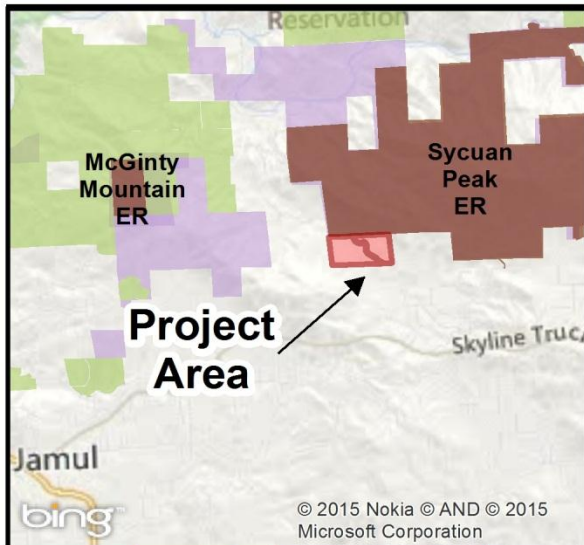 Reservation
McGinty
Mountain
ER
Sycuan
Peak
ER
Project
Area
Skyline Truc
Jamul
bing
© 2015 Nokia © AND © 2015
Microsoft Corporation